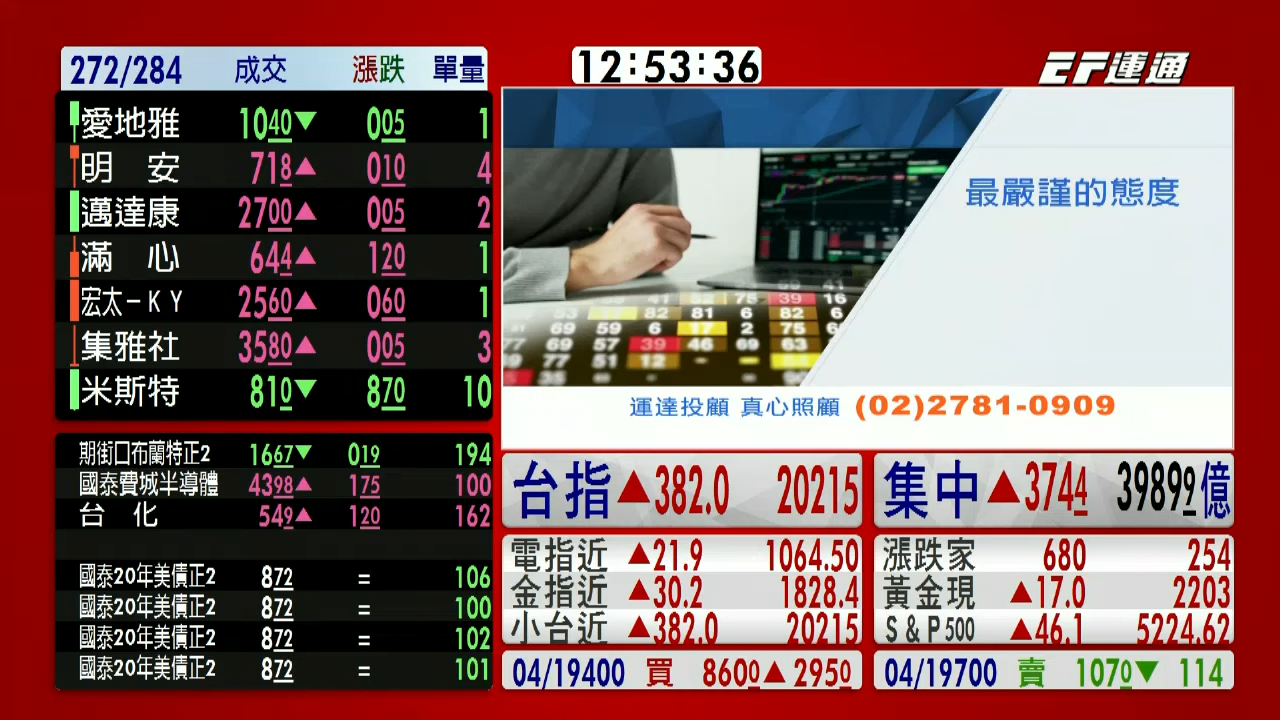 272/284 成交 漲跌 單量
12:53:36
EF運通
愛地雅 1040▼ 005 1
明 安 718▲ 010 4
邁達康 2700▲ 005 2
滿 心 644▲ 120 1
宏太－ＫＹ 2560▲ 060 1
集雅社 3580▲ 005 3
米斯特 810▼ 870 10
最嚴謹的態度
運達投顧 真心照顧 (02)2781-0909
期街口布蘭特正2 1667▼ 019 194
國泰費城半導體 4398▲ 175 100
台 化 549▲ 120 162
國泰20年美債正2 872 = 106
國泰20年美債正2 872 = 100
國泰20年美債正2 872 = 102
國泰20年美債正2 872 = 101
台指 ▲382.0 20215
集中 ▲3744 39899億
電指近 ▲21.9 1064.50
金指近 ▲30.2 1828.4
小台近 ▲382.0 20215
漲跌家 680 254
黃金現 ▲17.0 2203
S&P500 ▲46.1 5224.62
04/19400 買 8600▲2950
04/19700 賣 1070▼ 114